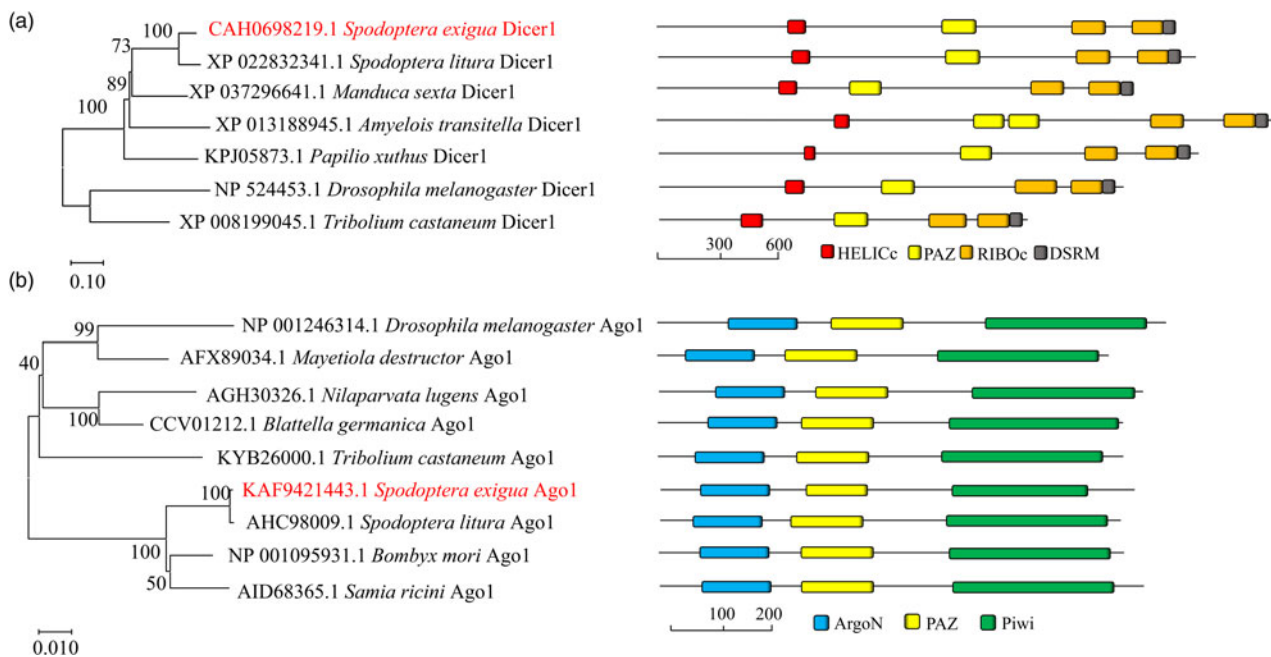 (a)
100 CAH0698219.1 Spodoptera exigua Dicer1
73
XP 022832341.1 Spodoptera litura Dicer1
89
XP 037296641.1 Manduca sexta Dicer1
100
XP 013188945.1 Amyelois transitella Dicer1
KPJ05873.1 Papilio xuthus Dicer1
NP 524453.1 Drosophila melanogaster Dicer1
XP 008199045.1 Tribolium castaneum Dicer1
0.10
300 600
HELICc PAZ RIBOc DSRM
(b)
99 NP 001246314.1 Drosophila melanogaster Ago1
40
AFX89034.1 Mayetiola destructor Ago1
AGH30326.1 Nilaparvata lugens Ago1
100 CCV01212.1 Blattella germanica Ago1
KYB26000.1 Tribolium castaneum Ago1
100 KAF9421443.1 Spodoptera exigua Ago1
AHC98009.1 Spodoptera litura Ago1
100 NP 001095931.1 Bombyx mori Ago1
50 AID68365.1 Samia ricini Ago1
0.010
100 200
ArgoN PAZ Piwi